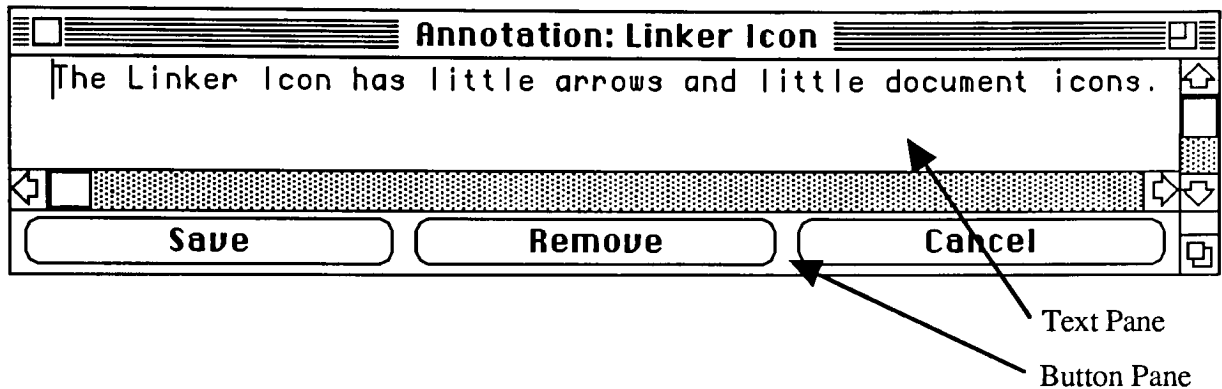 Annotation: Linker Icon
The Linker Icon has little arrows and little document icons.
Save Remove Cancel
Text Pane
Button Pane